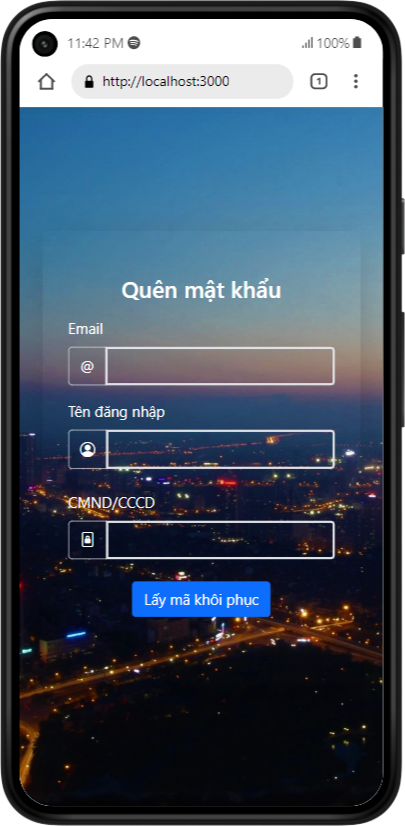 11:42 PM
100%
http://localhost:3000
1
Quên mật khẩu
Email
@
Tên đăng nhập
CMND/CCCD
Lấy mã khôi phục